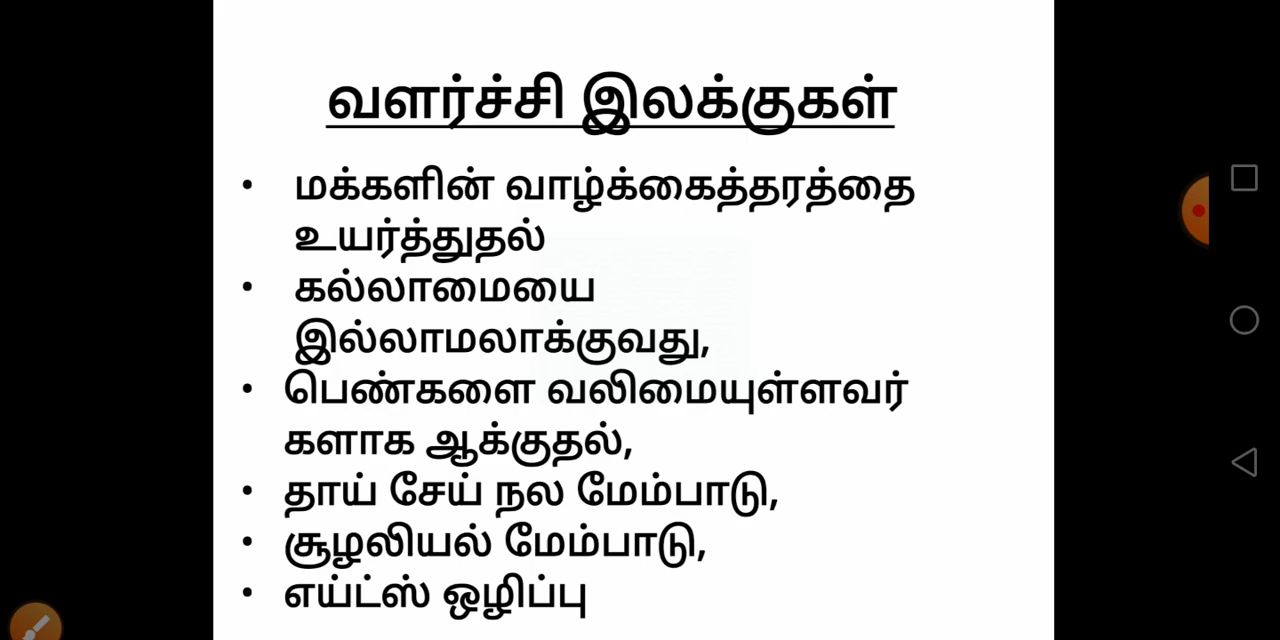 வளர்ச்சி இலக்குகள்
• மக்களின் வாழ்க்கைத்தரத்தை
உயர்த்துதல்
• கல்லாமையை
இல்லாமலாக்குவது,
• பெண்களை வலிமையுள்ளவர்
களாக ஆக்குதல்,
• தாய் சேய் நல மேம்பாடு,
• சூழலியல் மேம்பாடு,
• எய்ட்ஸ் ஒழிப்பு